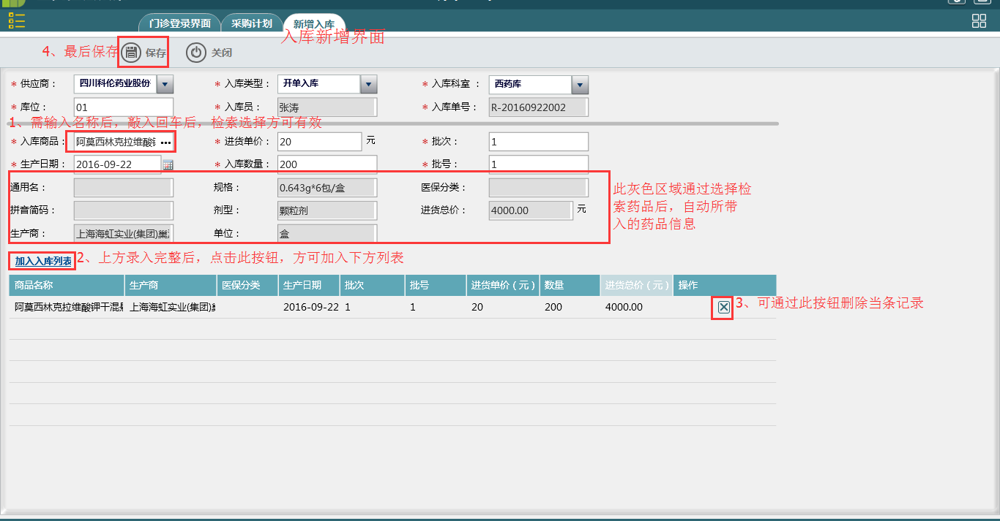 门诊登录界面 采购计划 新增入库
入库新增界面
4、最后保存 保存 关闭
* 供应商： 四川科伦药业股份 * 入库类型： 开单入库 * 入库科室 ： 西药库
* 库位： 01 * 入库员： 张涛 * 入库单号： R-20160922002
1、需输入名称后，敲入回车后，检索选择方可有效
* 入库商品： 阿莫西林克拉维酸钾 ••• * 进货单价： 20 元 * 批次： 1
* 生产日期： 2016-09-22 * 入库数量： 200 * 批号： 1
通用名： 规格： 0.643g*6包/盒 医保分类：
拼音简码： 剂型： 颗粒剂 进货总价： 4000.00 元
生产商： 上海海虹实业(集团)巢 单位： 盒
此灰色区域通过选择检
索药品后，自动所带
入的药品信息
加入入库列表 2、上方录入完整后，点击此按钮，方可加入下方列表
商品名称 生产商 医保分类 生产日期 批次 批号 进货单价（元） 数量 进货总价（元） 操作
阿莫西林克拉维酸钾干混悬 上海海虹实业(集团)巢 2016-09-22 1 1 20 200 4000.00
3、可通过此按钮删除当条记录